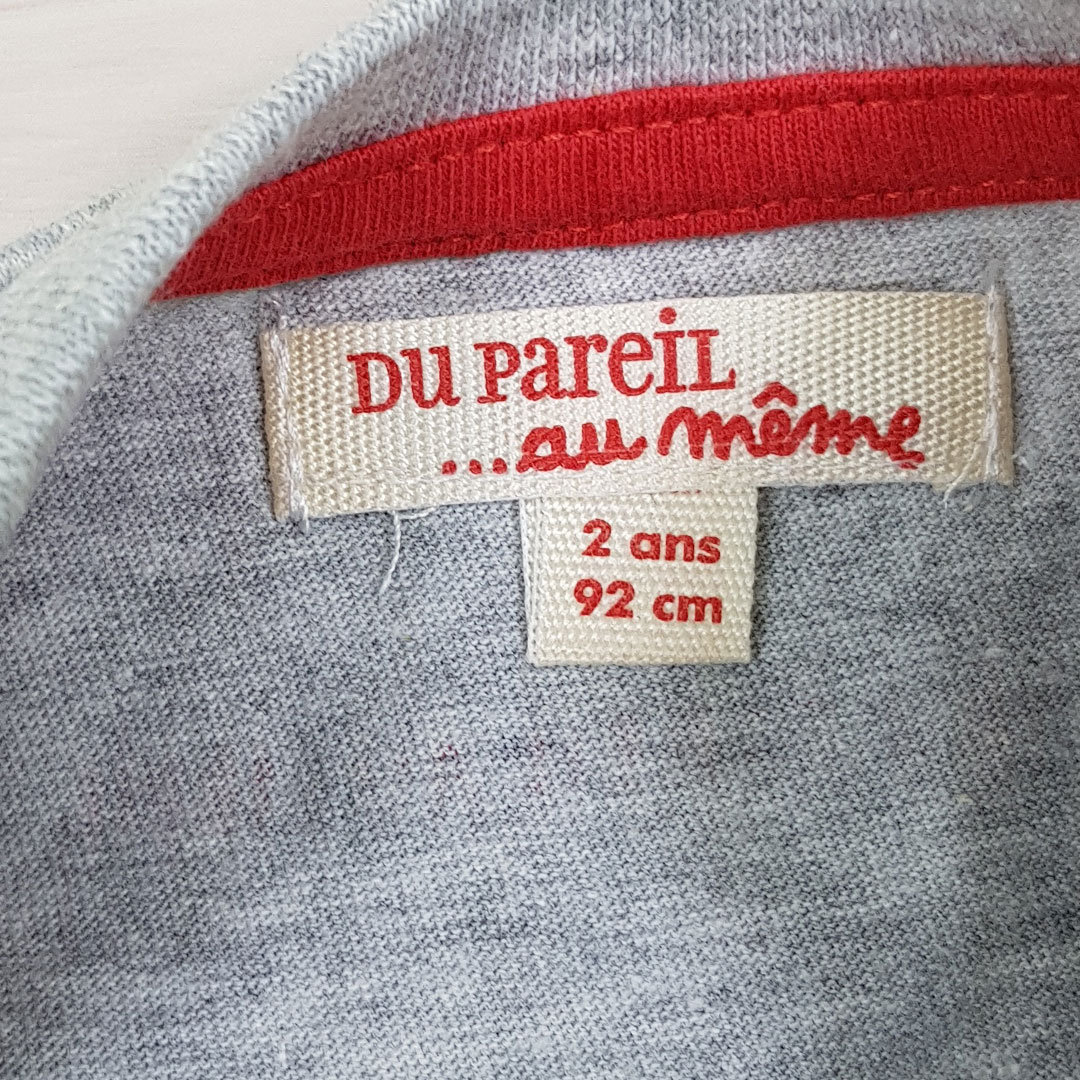 DU PAREIL
...au même
2 ans
92 cm